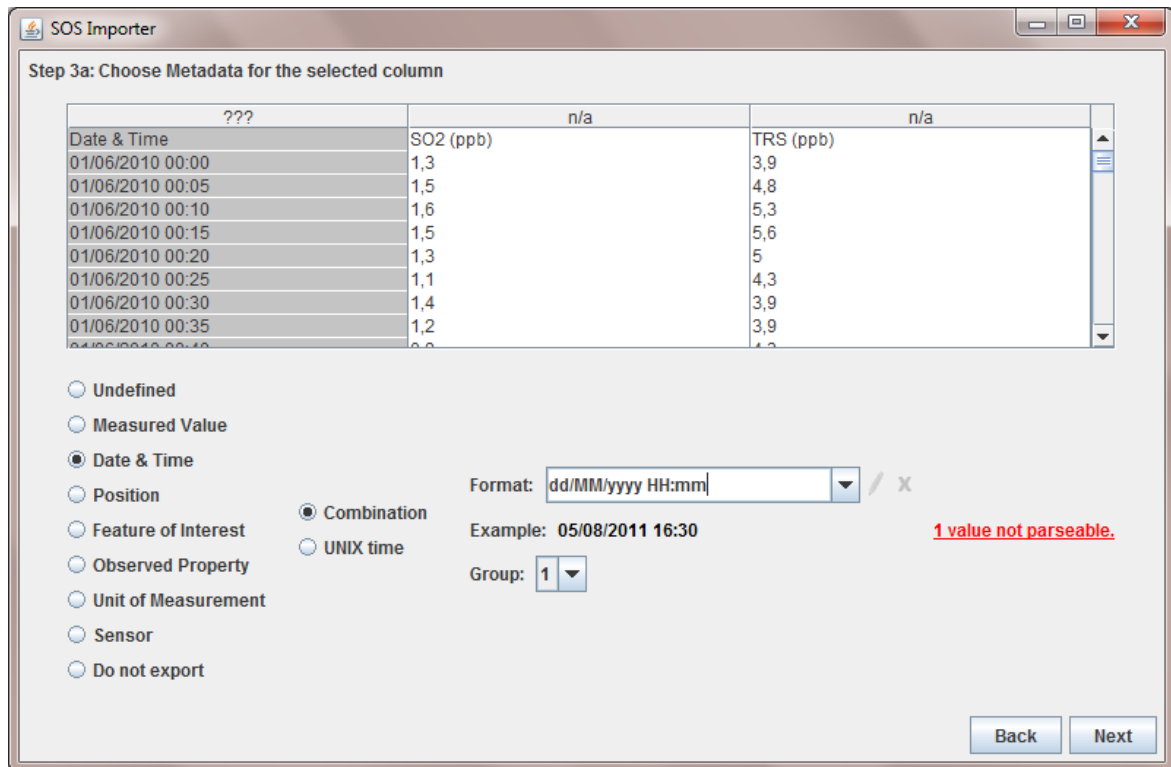 SOS Importer
Step 3a: Choose Metadata for the selected column
??? n/a n/a
Date & Time SO2 (ppb) TRS (ppb)
01/06/2010 00:00 1,3 3,9
01/06/2010 00:05 1,5 4,8
01/06/2010 00:10 1,6 5,3
01/06/2010 00:15 1,5 5,6
01/06/2010 00:20 1,3 5
01/06/2010 00:25 1,1 4,3
01/06/2010 00:30 1,4 3,9
01/06/2010 00:35 1,2 3,9
Undefined
Measured Value
Date & Time
Position
Feature of Interest
Observed Property
Unit of Measurement
Sensor
Do not export
Combination
UNIX time
Format: dd/MM/yyyy HH:mm
Example: 05/08/2011 16:30
1 value not parseable.
Group: 1
Back Next